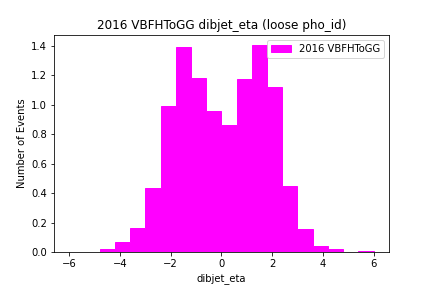 2016 VBFHToGG dibjet_eta (loose pho_id)
2016 VBFHToGG
Number of Events
1.4
1.2
1.0
0.8
0.6
0.4
0.2
0.0
−6 −4 −2 0 2 4 6
dibjet_eta